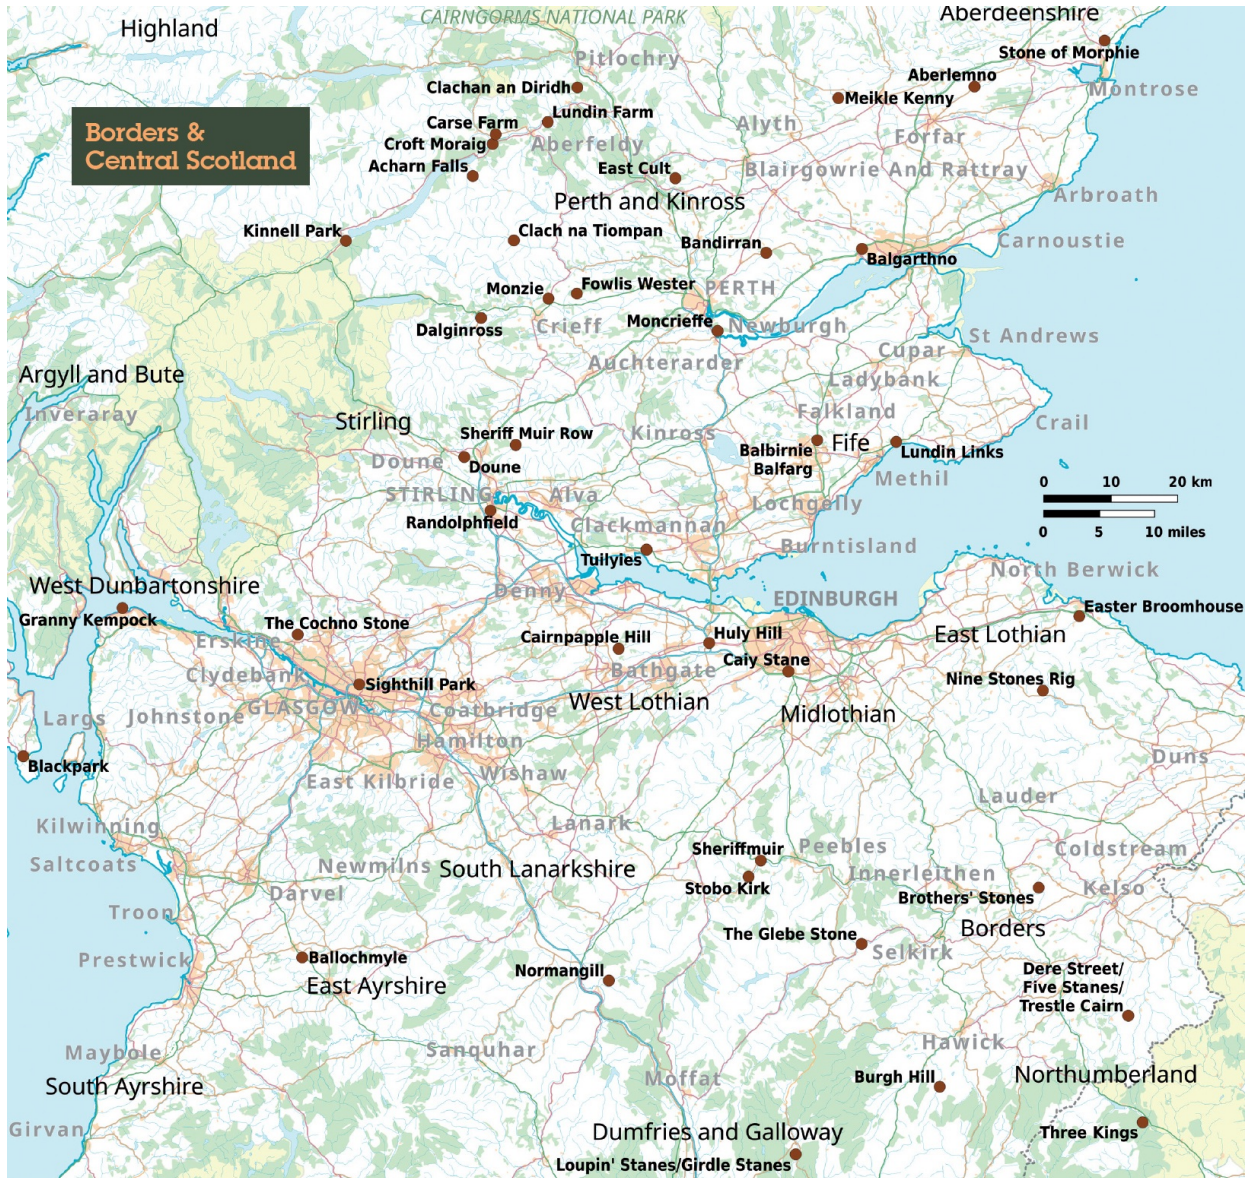 CAIRNGORMS NATIONAL PARK
Aberdeenshire
Highland
Stone of Morphie
Pitlochry
Aberlemno
Clachan an Diridh
Montrose
Meikle Kenny
Borders &
Central Scotland
Lundin Farm
Carse Farm
Alyth
Forfar
Croft Moraig
Aberfeldy
Acharn Falls
East Cult
Blairgowrie And Rattray
Arbroath
Perth and Kinross
Kinnell Park
Clach na Tiompan
Bandirran
Carnoustie
Balgarthno
Monzie
Fowlis Wester
PERTH
Dalginross
Crieff
Moncrieffe
Newburgh
St Andrews
Auchterarder
Cupar
Argyll and Bute
Ladybank
Inveraray
Falkland
Stirling
Crail
Sheriff Muir Row
Kinross
Fife
Doune
Doune
Balbirnie
Balfarg
Lundin Links
Methil
0 10 20 km
STIRLING
Alva
Lochgelly
Randolphfield
Clackmannan
0 5 10 miles
Burntisland
Tuilyies
North Berwick
West Dunbartonshire
Denny
EDINBURGH
Easter Broomhouse
Granny Kempock
The Cochno Stone
Erskine
Cairnpapple Hill
Huly Hill
East Lothian
Caiy Stane
Bathgate
Clydebank
Sighthill Park
Nine Stones Rig
GLASGOW
Coatbridge
West Lothian
Midlothian
Largs
Johnstone
Hamilton
Blackpark
Duns
East Kilbride
Wishaw
Lauder
Kilwinning
Lanark
Sheriffmuir
Peebles
Coldstream
Saltcoats
Newmilns
South Lanarkshire
Innerleithen
Stobo Kirk
Darvel
Brothers' Stones
Kelso
Troon
The Glebe Stone
Borders
Selkirk
Prestwick
Ballochmyle
Normangill
Dere Street/
Five Stanes/
Trestle Cairn
East Ayrshire
Hawick
Maybole
Sanquhar
Moffat
Burgh Hill
Northumberland
South Ayrshire
Girvan
Dumfries and Galloway
Three Kings
Loupin' Stanes/Girdle Stanes